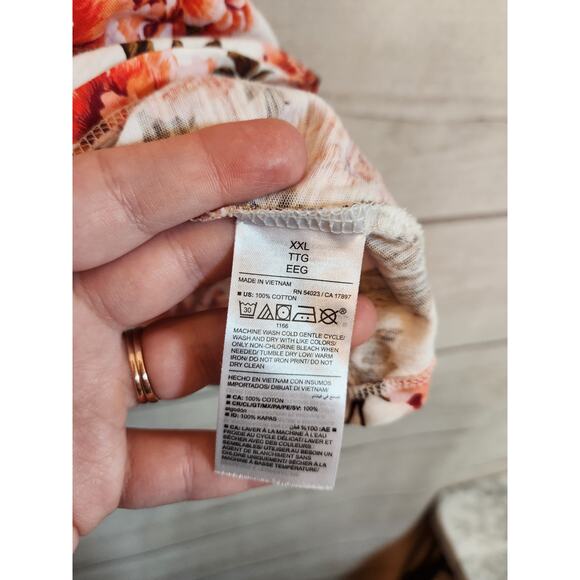 XXL
TTG
EEG
MADE IN VIETNAM
RN 54023 / CA 17897
■ US: 100% COTTON
30
1166
MACHINE WASH COLD GENTLE CYCLE/
WASH AND DRY WITH LIKE COLORS/
ONLY NON-CHLORINE BLEACH WHEN
NEEDED/TUMBLE DRY LOW/ WARM
IRON/ DO NOT IRON PRINT/ DO NOT
DRY CLEAN
HECHO EN VIETNAM CON INSUMOS
IMPORTADOS/ DIBUAT DI VIETNAM/
■ CA: 100% COTON
■ CR/CL/GT/MX/PA/PE/SV: 100%
algodón
■ ID: 100% KAPAS
■ CA: LAVER À LA MACHINE À L'EAU
FROIDE AU CYCLE DÉLICAT/ LAVER ET
SÉCHER AVEC DES COULEURS
SEMBLABLES/ UTILISER UN
AGENT DE BLANCHIMENT SANS
CHLORE UNIQUEMENT/ SÉCHER À LA
MACHINE À BASSE TEMPÉRATURE/